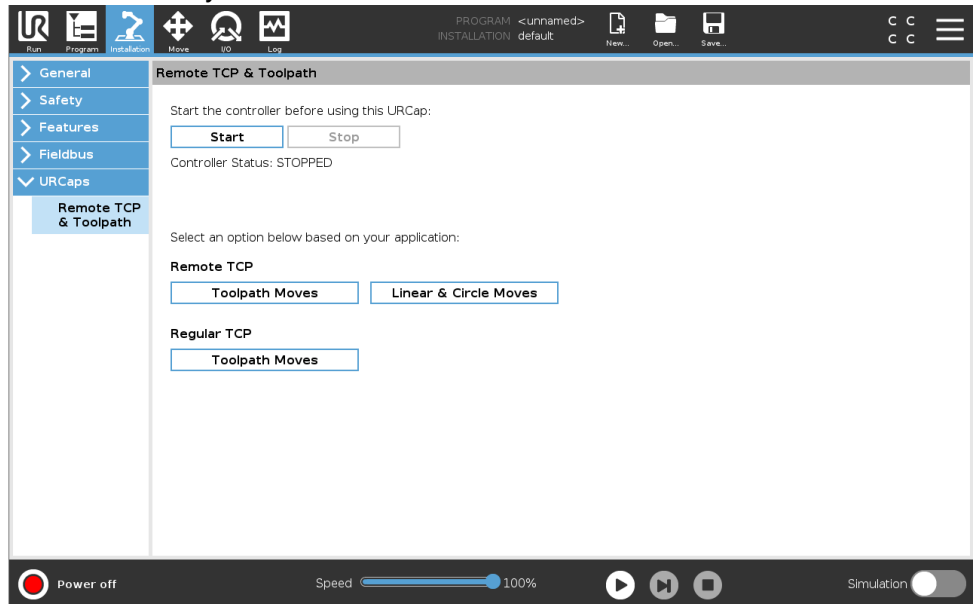 PROGRAM <unnamed>
INSTALLATION default
C C
C C
UR
Run Program Installation Move I/O Log New... Open... Save...
General
Safety
Features
Fieldbus
URCaps
Remote TCP
& Toolpath
Remote TCP & Toolpath
Start the controller before using this URCap:
Start Stop
Controller Status: STOPPED
Select an option below based on your application:
Remote TCP
Toolpath Moves Linear & Circle Moves
Regular TCP
Toolpath Moves
Power off Speed 100% Simulation